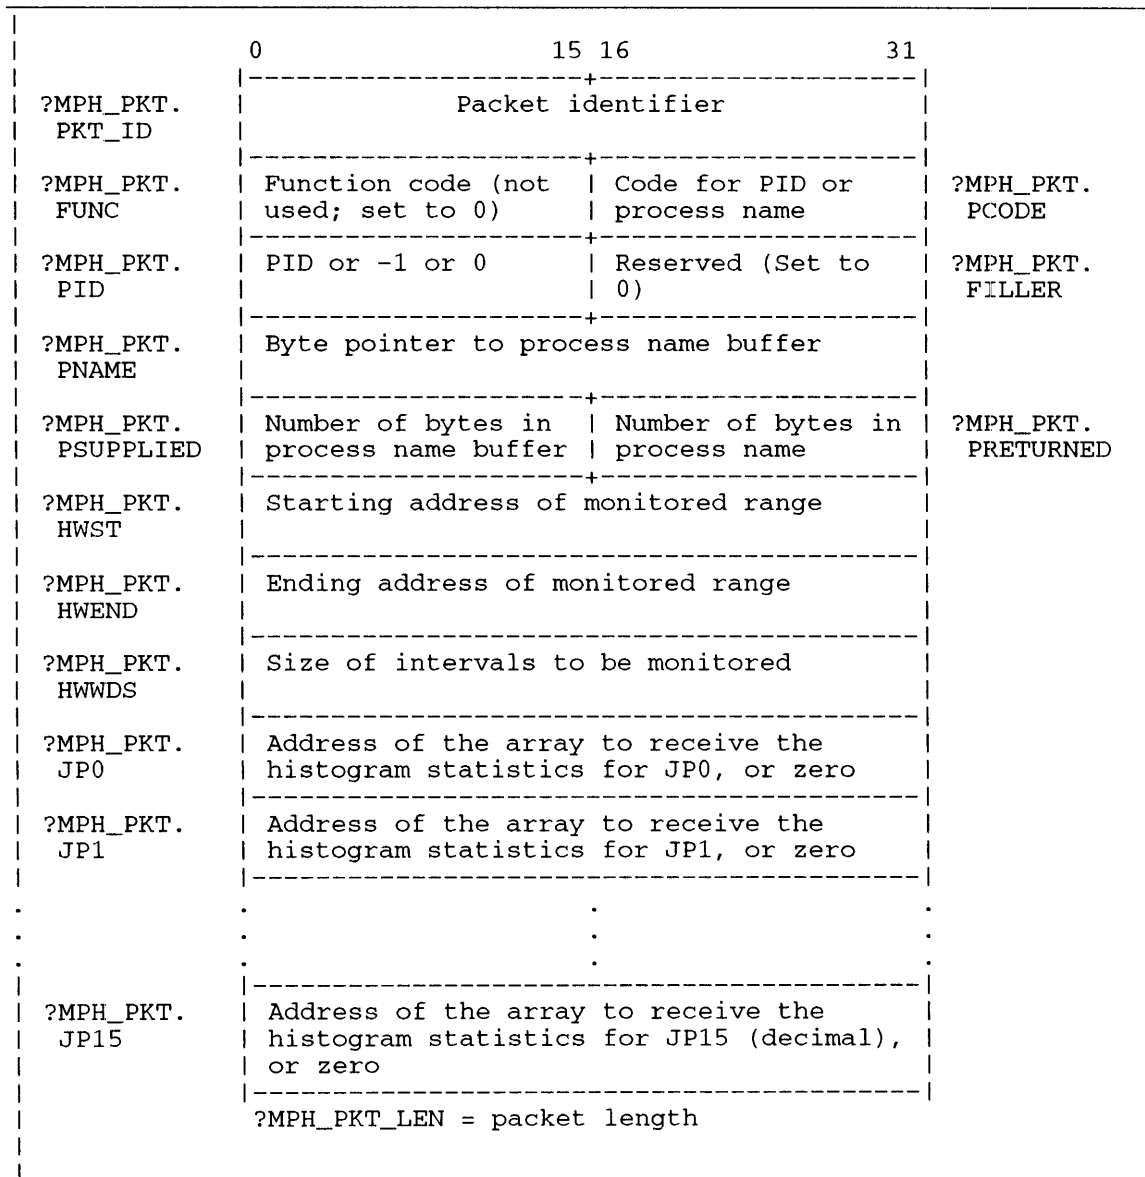 0 15 16 31
?MPH_PKT. Packet identifier
PKT_ID
?MPH_PKT. Function code (not Code for PID or ?MPH_PKT.
FUNC used; set to 0) process name PCODE
?MPH_PKT. PID or -1 or 0 Reserved (Set to ?MPH_PKT.
PID 0) FILLER
?MPH_PKT. Byte pointer to process name buffer
PNAME
?MPH_PKT. Number of bytes in Number of bytes in ?MPH_PKT.
PSUPPLIED process name buffer process name PRETURNED
?MPH_PKT. Starting address of monitored range
HWST
?MPH_PKT. Ending address of monitored range
HWEND
?MPH_PKT. Size of intervals to be monitored
HWWDS
?MPH_PKT. Address of the array to receive the
JP0 histogram statistics for JP0, or zero
?MPH_PKT. Address of the array to receive the
JP1 histogram statistics for JP1, or zero
?MPH_PKT. Address of the array to receive the
JP15 histogram statistics for JP15 (decimal),
or zero
?MPH_PKT_LEN = packet length